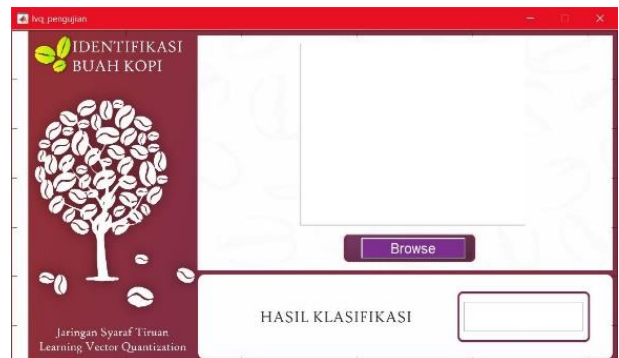 lvq_pengujian
IDENTIFIKASI
BUAH KOPI
Browse
HASIL KLASIFIKASI
Jaringan Syaraf Tiruan
Learning Vector Quantization